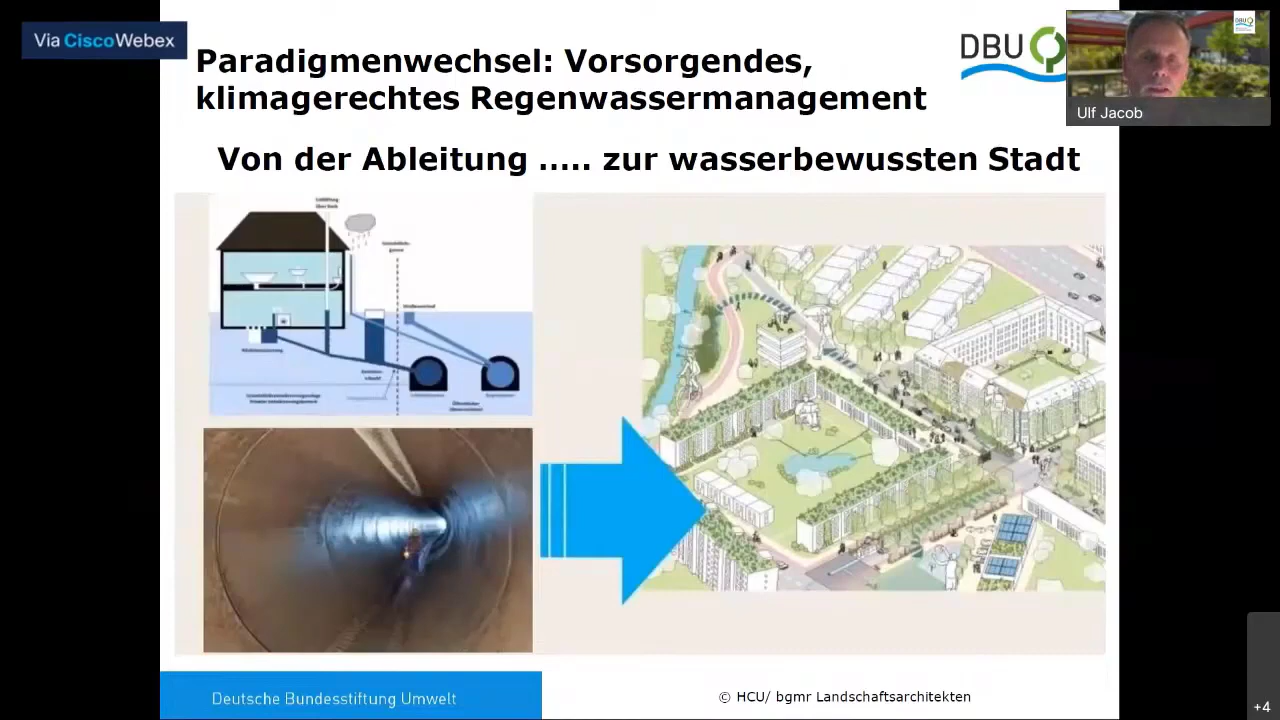 Via CiscoWebex
Paradigmenwechsel: Vorsorgendes,
klimagerechtes Regenwassermanagement
DBU
DBU
Ulf Jacob
Von der Ableitung ..... zur wasserbewussten Stadt
Deutsche Bundesstiftung Umwelt
© HCU/ bgmr Landschaftsarchitekten
+4